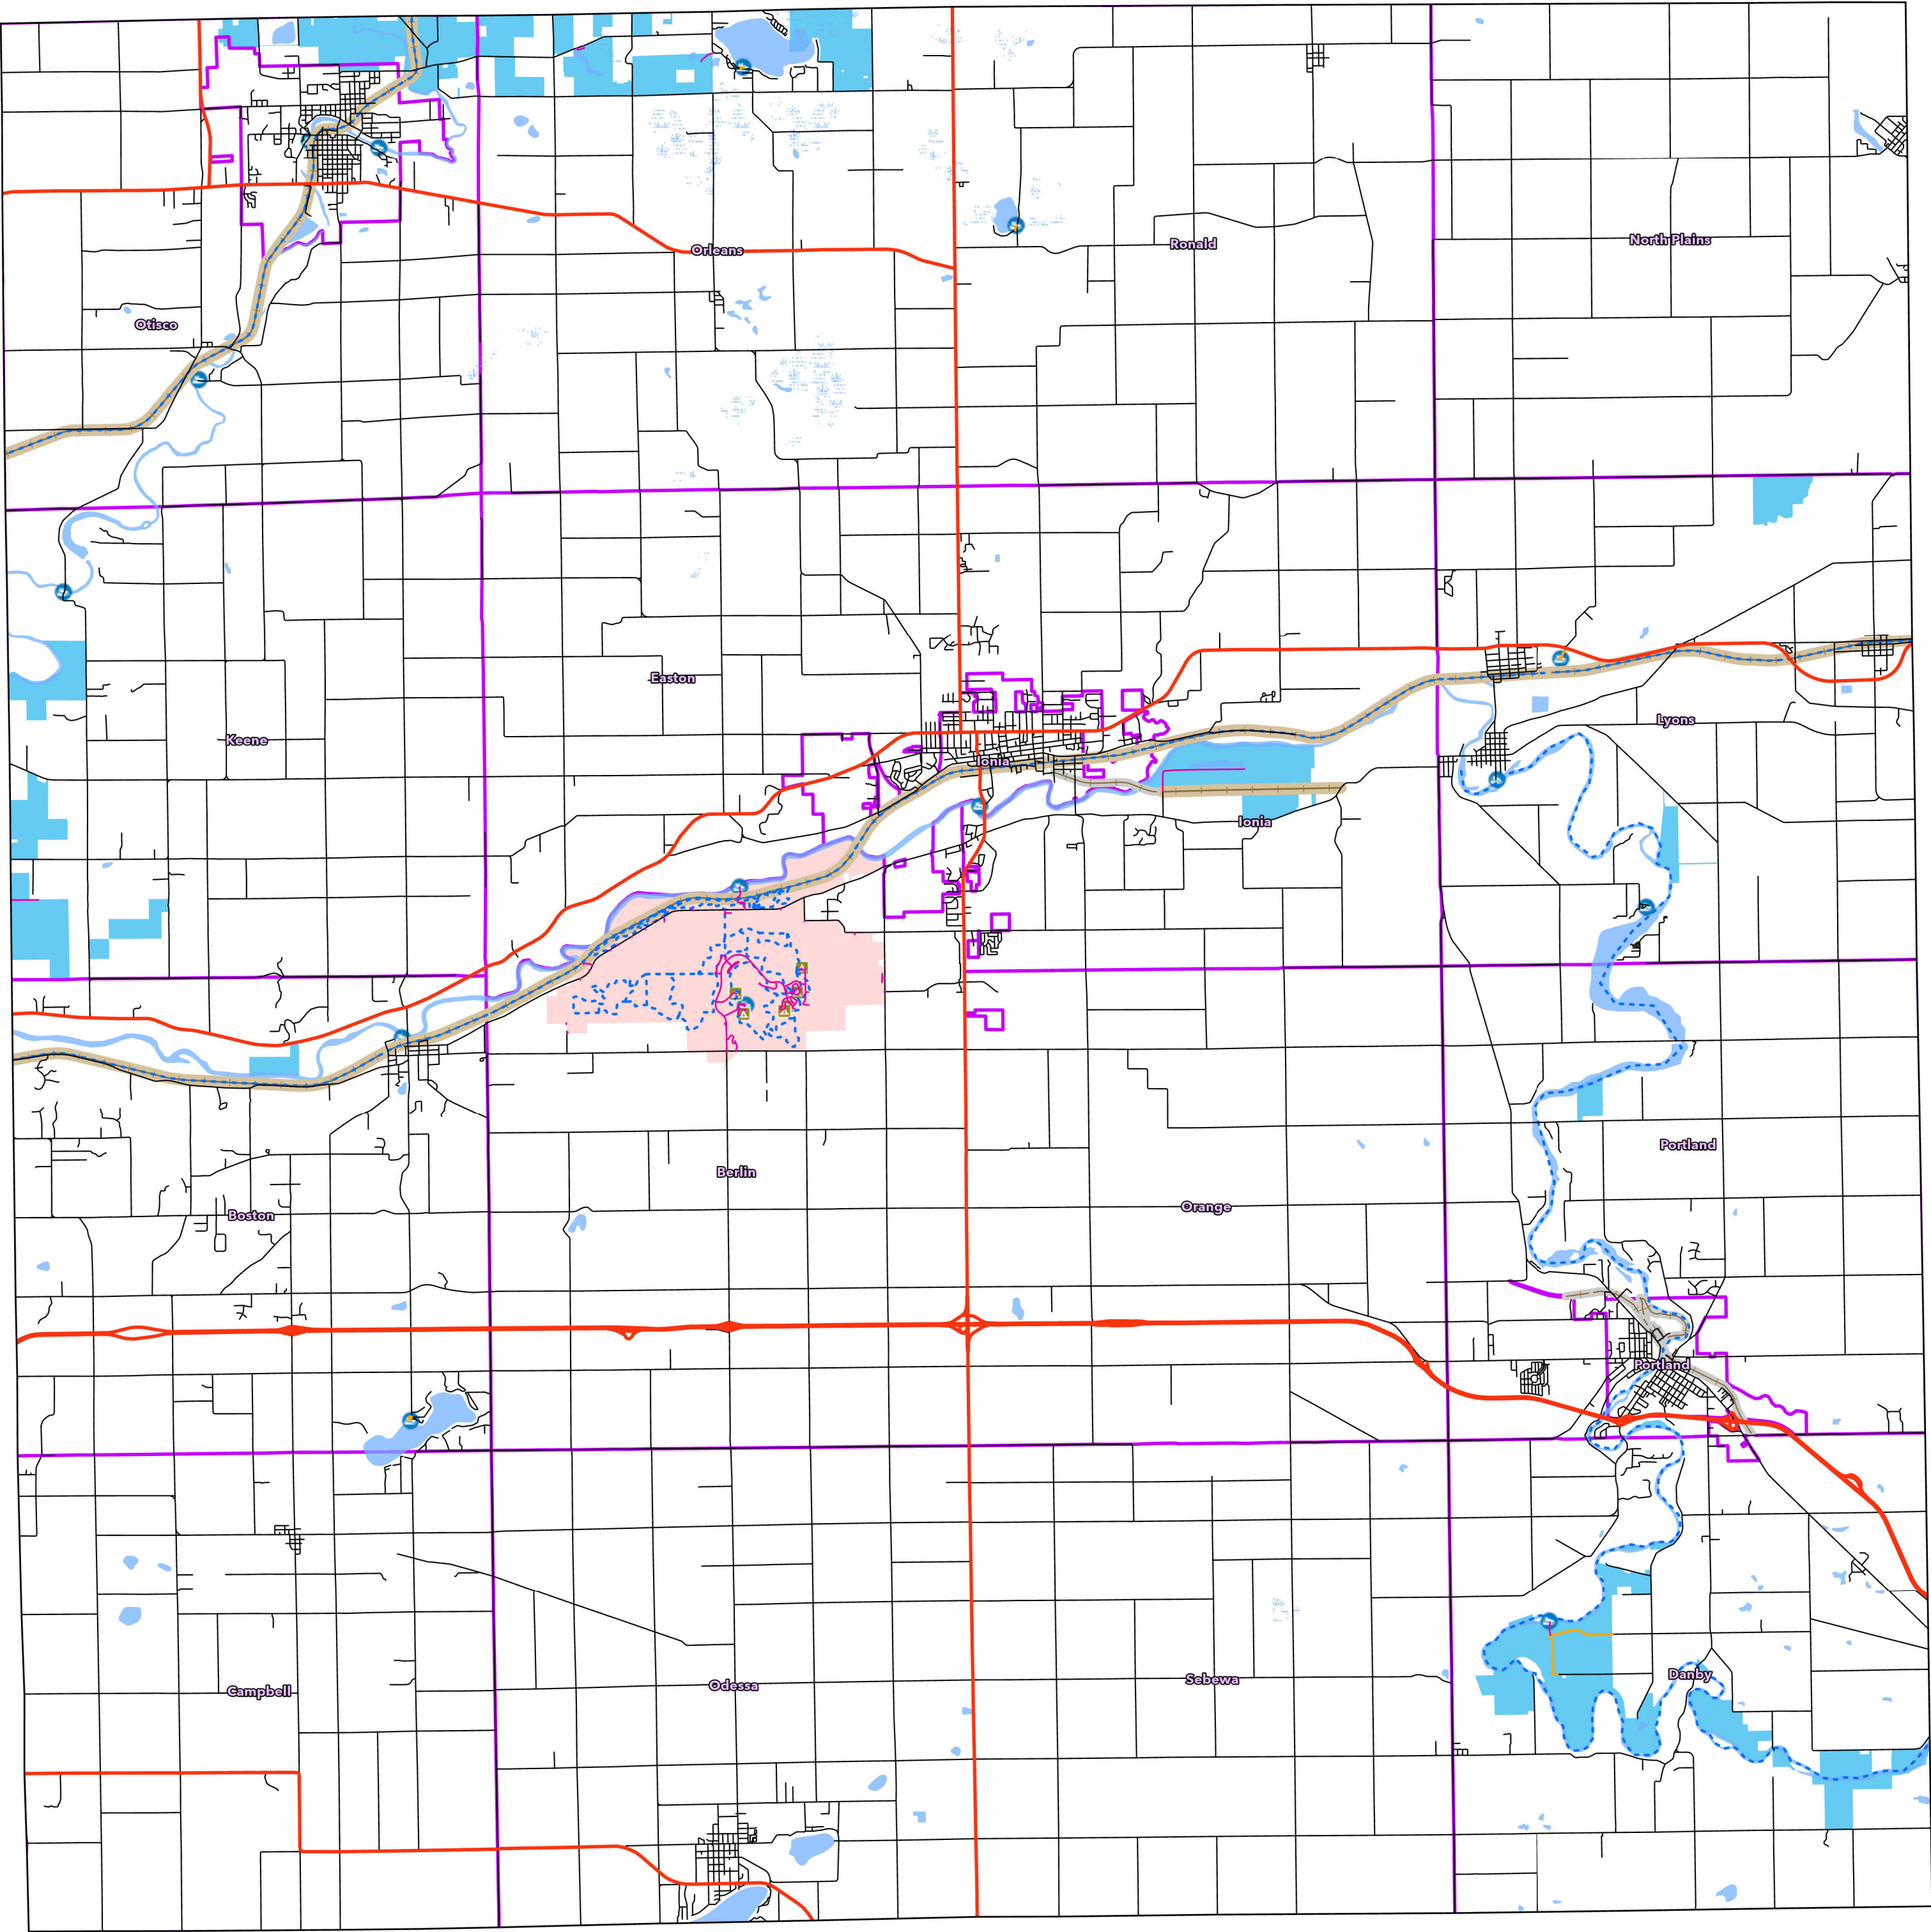 North Plains
Ronald
Orleans
Otisco
Easton
Lyons
Keene
Ionia
Ionia
Portland
Berlin
Orange
Boston
Portland
Danby
Sebewa
Odessa
Campbell